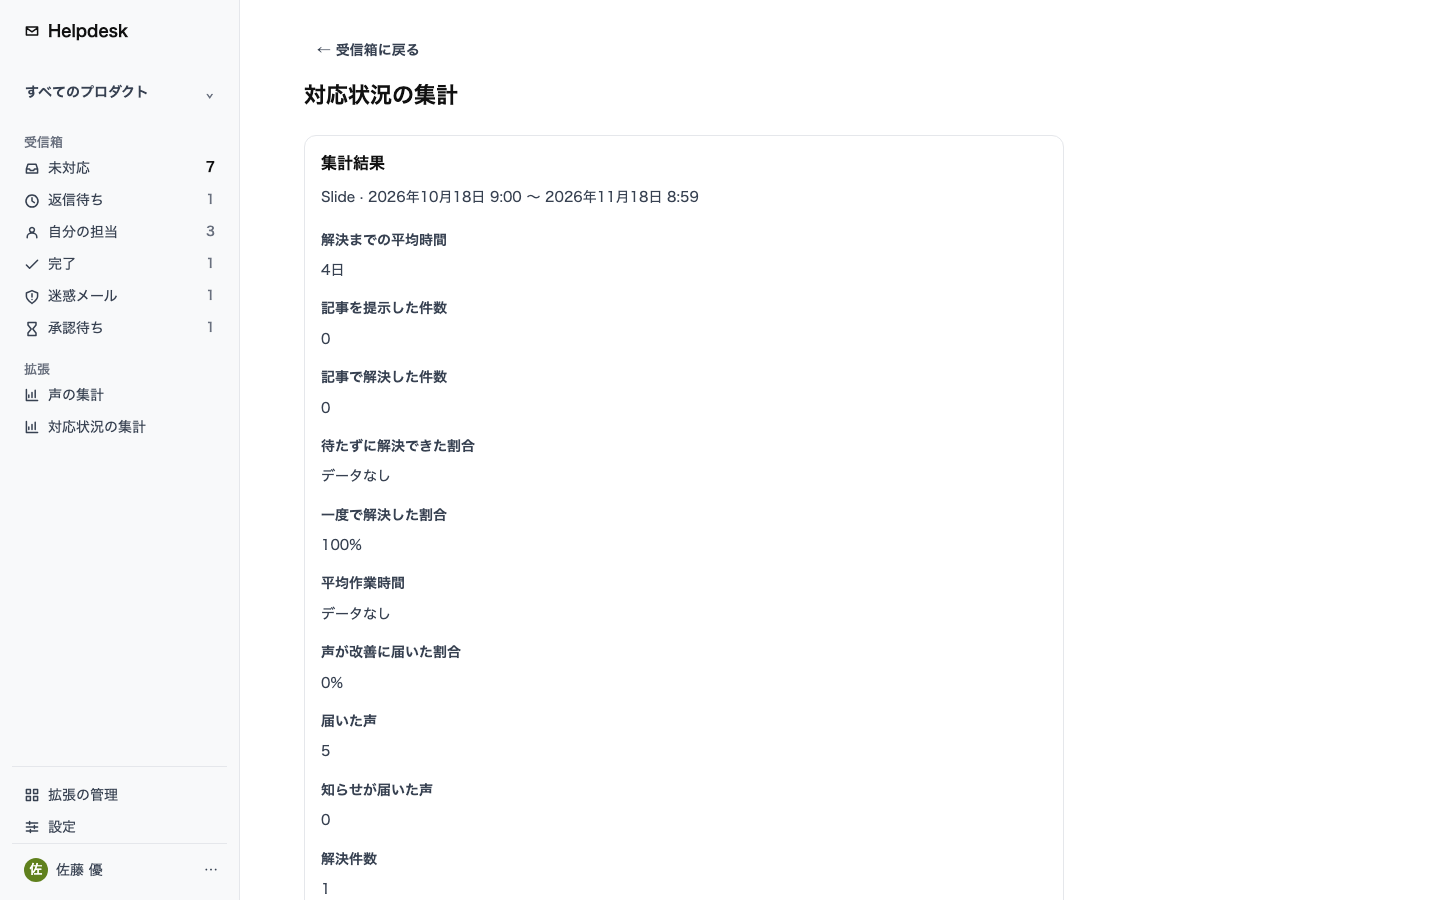 Helpdesk
すべてのプロダクト
受信箱
未対応 7
返信待ち 1
自分の担当 3
完了 1
迷惑メール 1
承認待ち 1
拡張
声の集計
対応状況の集計
拡張の管理
設定
佐 佐藤 優 …
← 受信箱に戻る
対応状況の集計
集計結果
Slide · 2026年10月18日 9:00 〜 2026年11月18日 8:59
解決までの平均時間
4日
記事を提示した件数
0
記事で解決した件数
0
待たずに解決できた割合
データなし
一度で解決した割合
100%
平均作業時間
データなし
声が改善に届いた割合
0%
届いた声
5
知らせが届いた声
0
解決件数
1